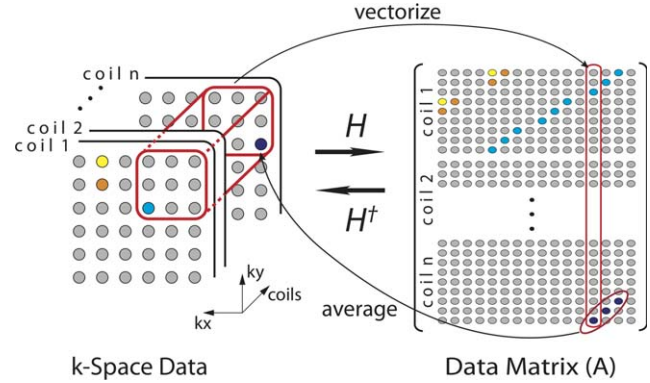 vectorize
coil n
coil 2
coil 1
H
H†
ky
coils
kx
average
coil 1
coil 2
coil n
k-Space Data
Data Matrix (A)